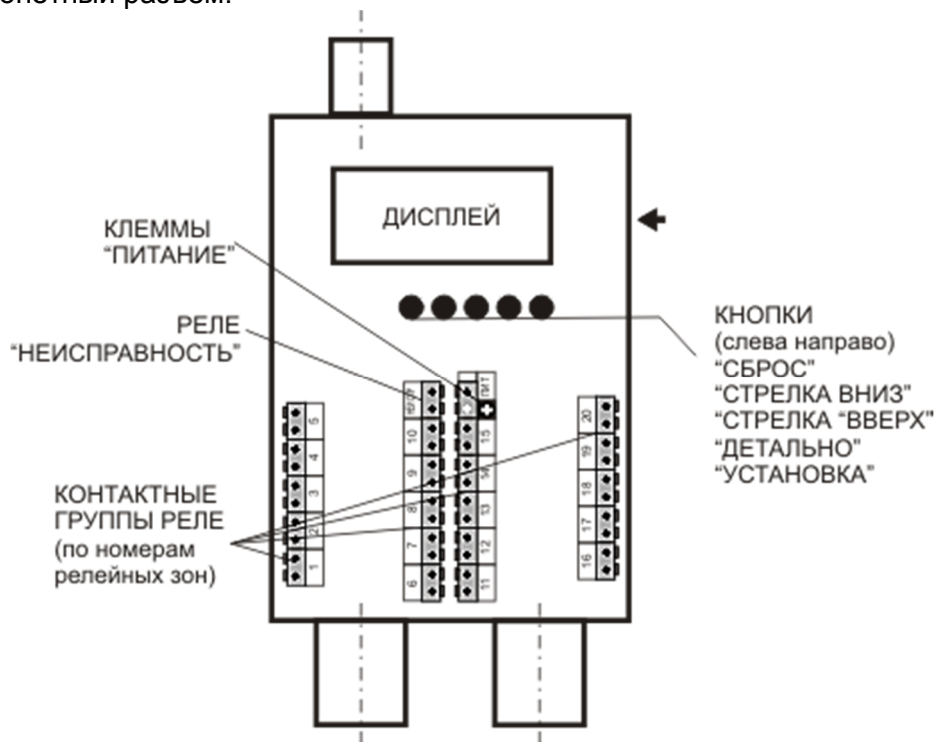 ДИСПЛЕЙ
КЛЕММЫ
“ПИТАНИЕ”
РЕЛЕ
“НЕИСПРАВНОСТЬ”
КНОПКИ
(слева направо)
“СБРОС”
“СТРЕЛКА ВНИЗ”
“СТРЕЛКА “ВВЕРХ”
“ДЕТАЛЬНО”
“УСТАНОВКА”
КОНТАКТНЫЕ
ГРУППЫ РЕЛЕ
(по номерам
релейных зон)
5
4
3
2
1
10
9
8
7
6
ПИТ
15
14
13
12
11
20
19
18
17
16